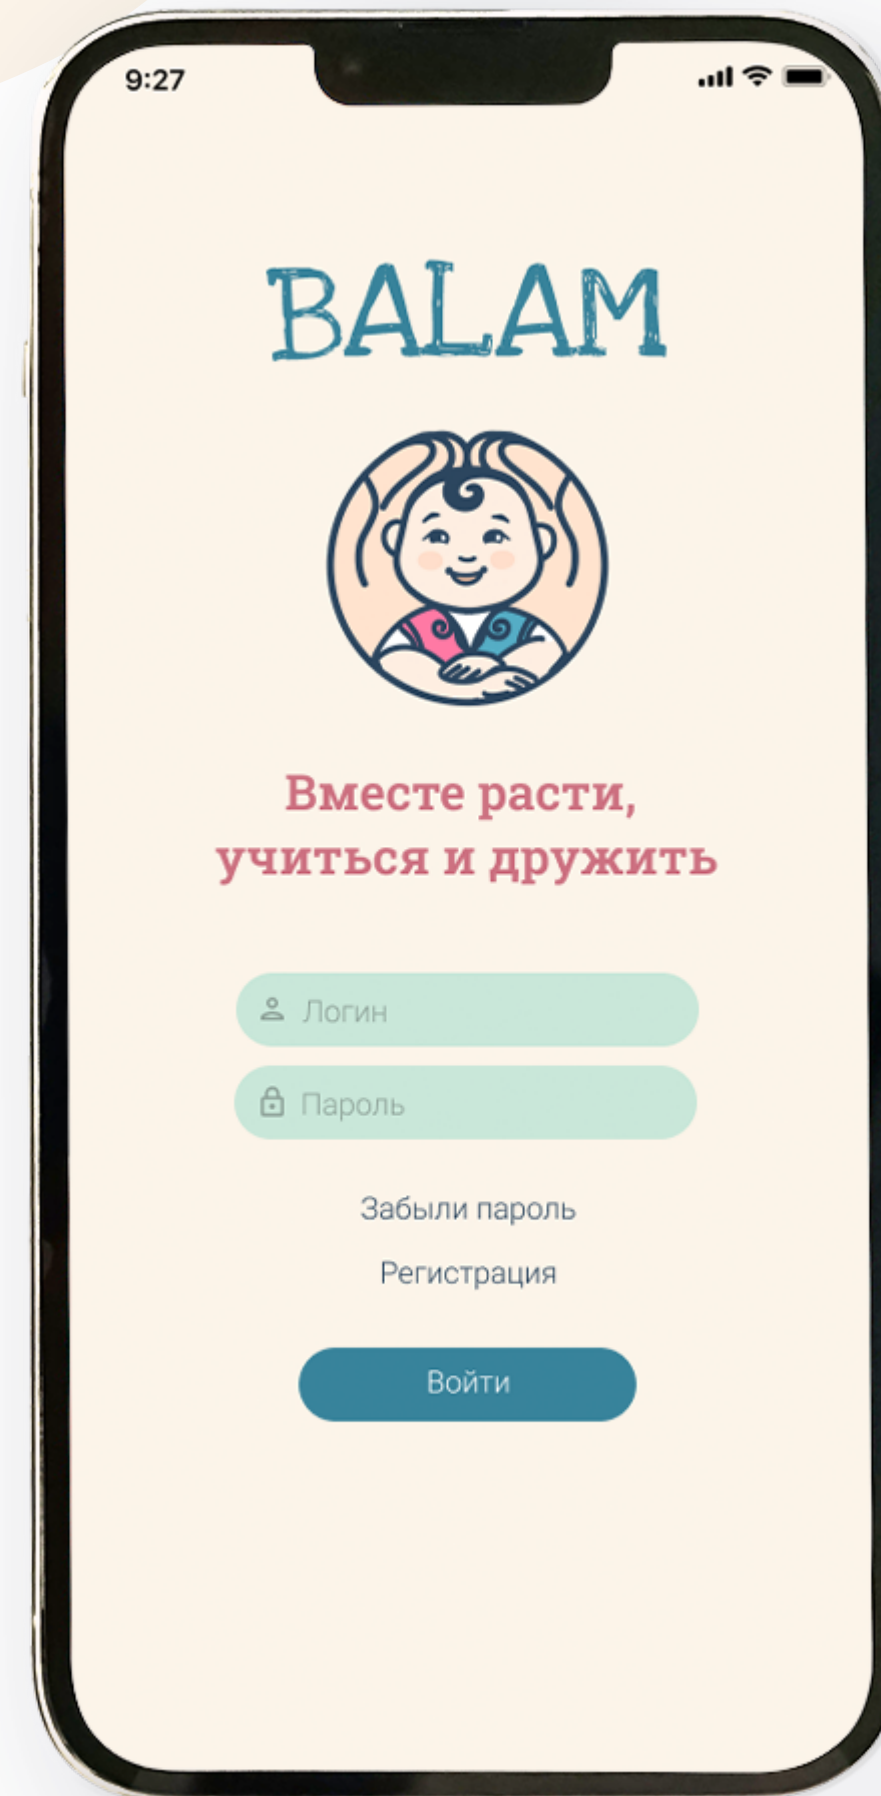 9:27
BALAM
Вместе расти,
учиться и дружить
Логин
Пароль
Забыли пароль
Регистрация
Войти